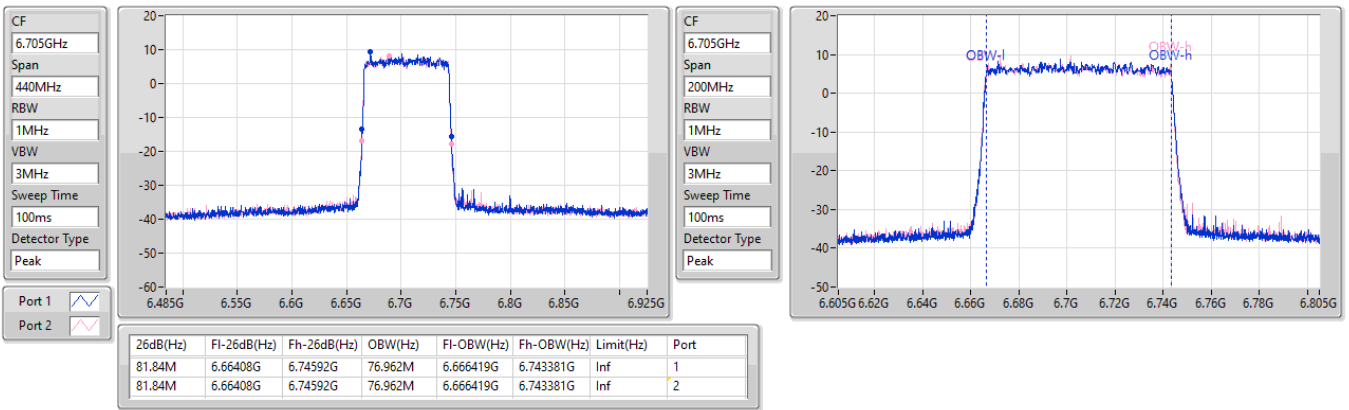 CF
6.705GHz
Span
440MHz
RBW
1MHz
VBW
3MHz
Sweep Time
100ms
Detector Type
Peak
20
10
0
-10
-20
-30
-40
-50
-60
6.485G 6.55G 6.6G 6.65G 6.7G 6.75G 6.8G 6.85G 6.925G
CF
6.705GHz
Span
200MHz
RBW
1MHz
VBW
3MHz
Sweep Time
100ms
Detector Type
Peak
20
10
0
-10
-20
-30
-40
-50
OBW-h
OBW-l OBW-h
6.605G 6.62G 6.64G 6.66G 6.68G 6.7G 6.72G 6.74G 6.76G 6.78G 6.805G
Port 1
Port 2
26dB(Hz) Fl-26dB(Hz) Fh-26dB(Hz) OBW(Hz) Fl-OBW(Hz) Fh-OBW(Hz) Limit(Hz) Port
81.84M 6.66408G 6.74592G 76.962M 6.666419G 6.743381G Inf 1
81.84M 6.66408G 6.74592G 76.962M 6.666419G 6.743381G Inf 2